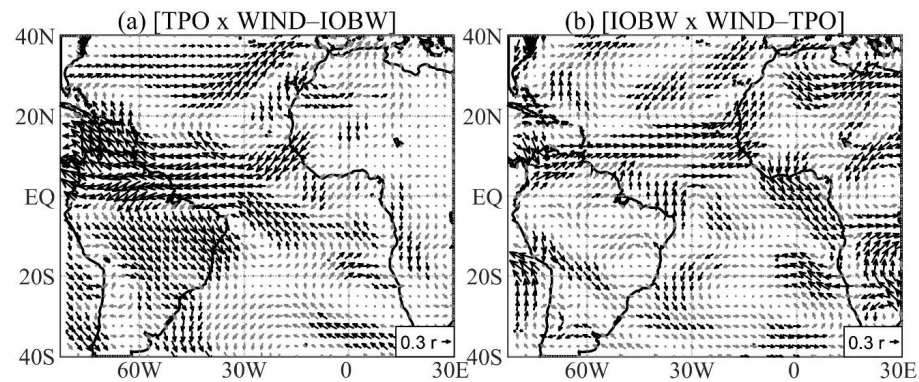 (a) [TPO x WIND–IOBW]
(b) [IOBW x WIND–TPO]
40N
20N
EQ
20S
40S
60W
30W
0
30E
0.3 r
40N
20N
EQ
20S
40S
60W
30W
0
30E
0.3 r